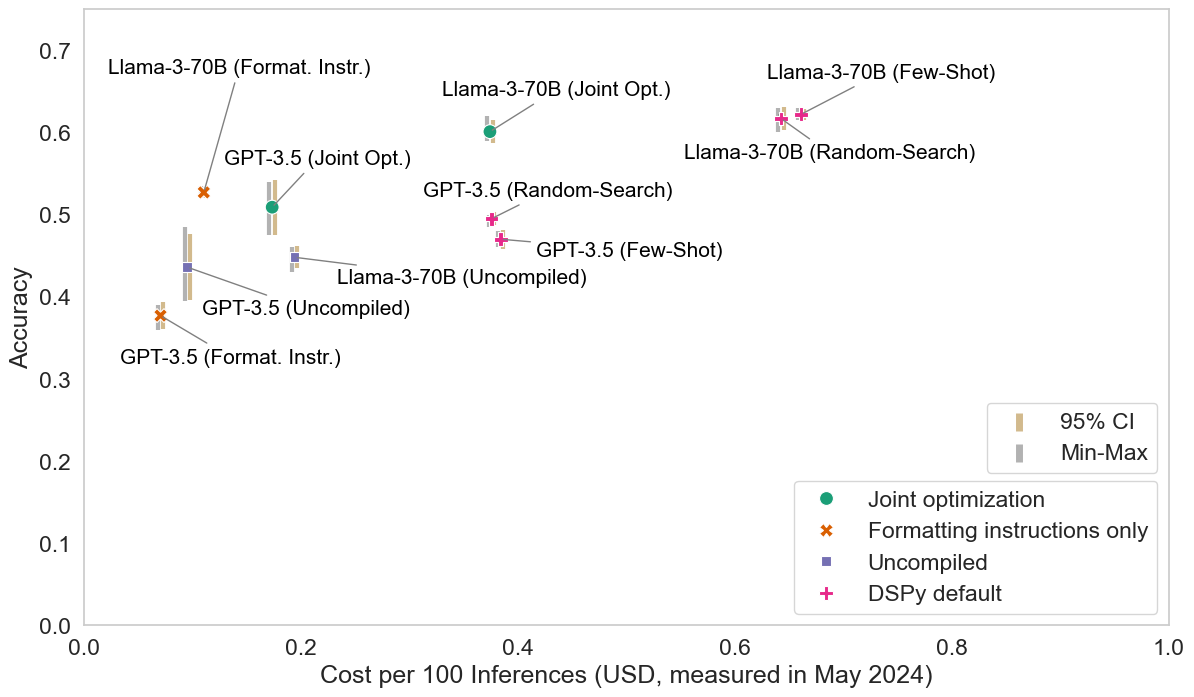 0.7
0.6
0.5
0.4
0.3
0.2
0.1
0.0
Accuracy
Llama-3-70B (Format. Instr.)
Llama-3-70B (Joint Opt.)
Llama-3-70B (Few-Shot)
GPT-3.5 (Joint Opt.)
Llama-3-70B (Random-Search)
GPT-3.5 (Random-Search)
GPT-3.5 (Few-Shot)
Llama-3-70B (Uncompiled)
GPT-3.5 (Uncompiled)
GPT-3.5 (Format. Instr.)
95% CI
Min-Max
Joint optimization
Formatting instructions only
Uncompiled
DSPy default
0.0 0.2 0.4 0.6 0.8 1.0
Cost per 100 Inferences (USD, measured in May 2024)